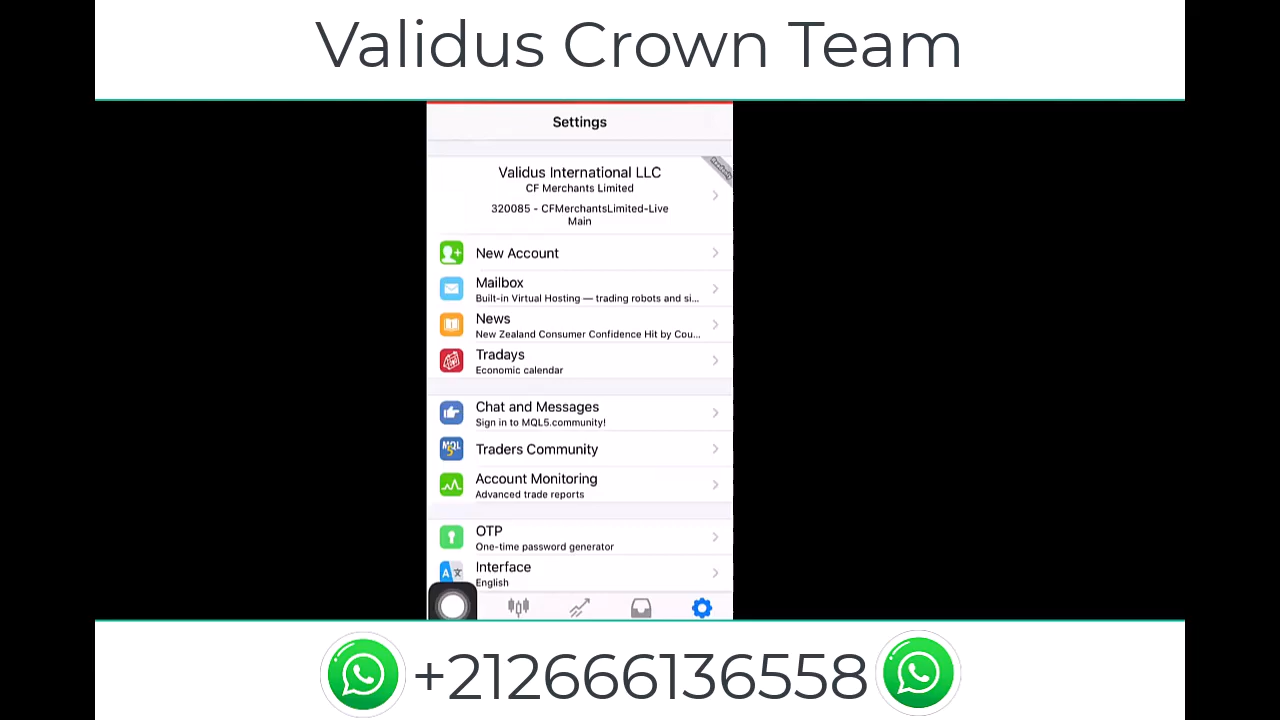 Validus Crown Team
Settings
Validus International LLC
CF Merchants Limited
320085 - CFMerchantsLimited-Live
Main
New Account
Mailbox
Built-in Virtual Hosting — trading robots and si...
News
New Zealand Consumer Confidence Hit by Cou...
Tradays
Economic calendar
Chat and Messages
Sign in to MQL5.community!
MQL
5
Traders Community
Account Monitoring
Advanced trade reports
OTP
One-time password generator
A 文
Interface
English
+212666136558